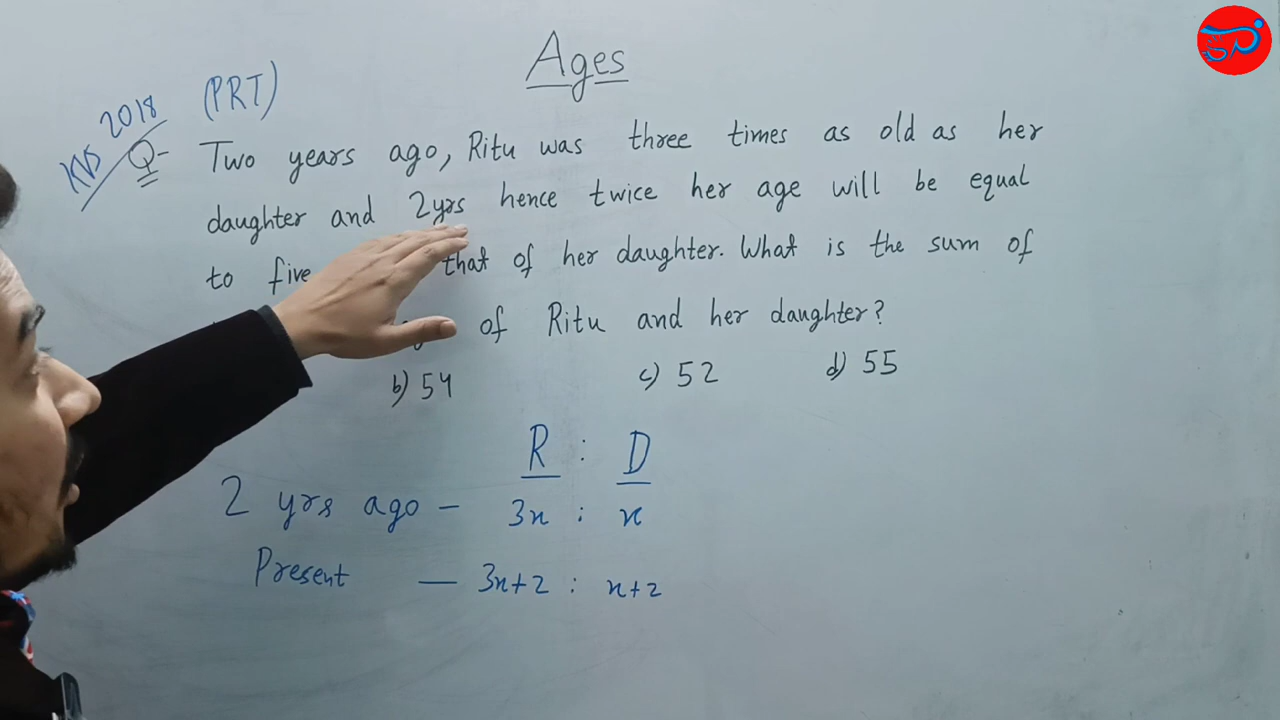 Ages
KVS 2018 (PRT)
Q- Two years ago, Ritu was three times as old as her
daughter and 2yrs hence twice her age will be equal
to five that of her daughter. What is the sum of
of Ritu and her daughter?
b) 54 c) 52 d) 55
R : D
2 yrs ago - 3x : x
Present — 3x+2 : x+2